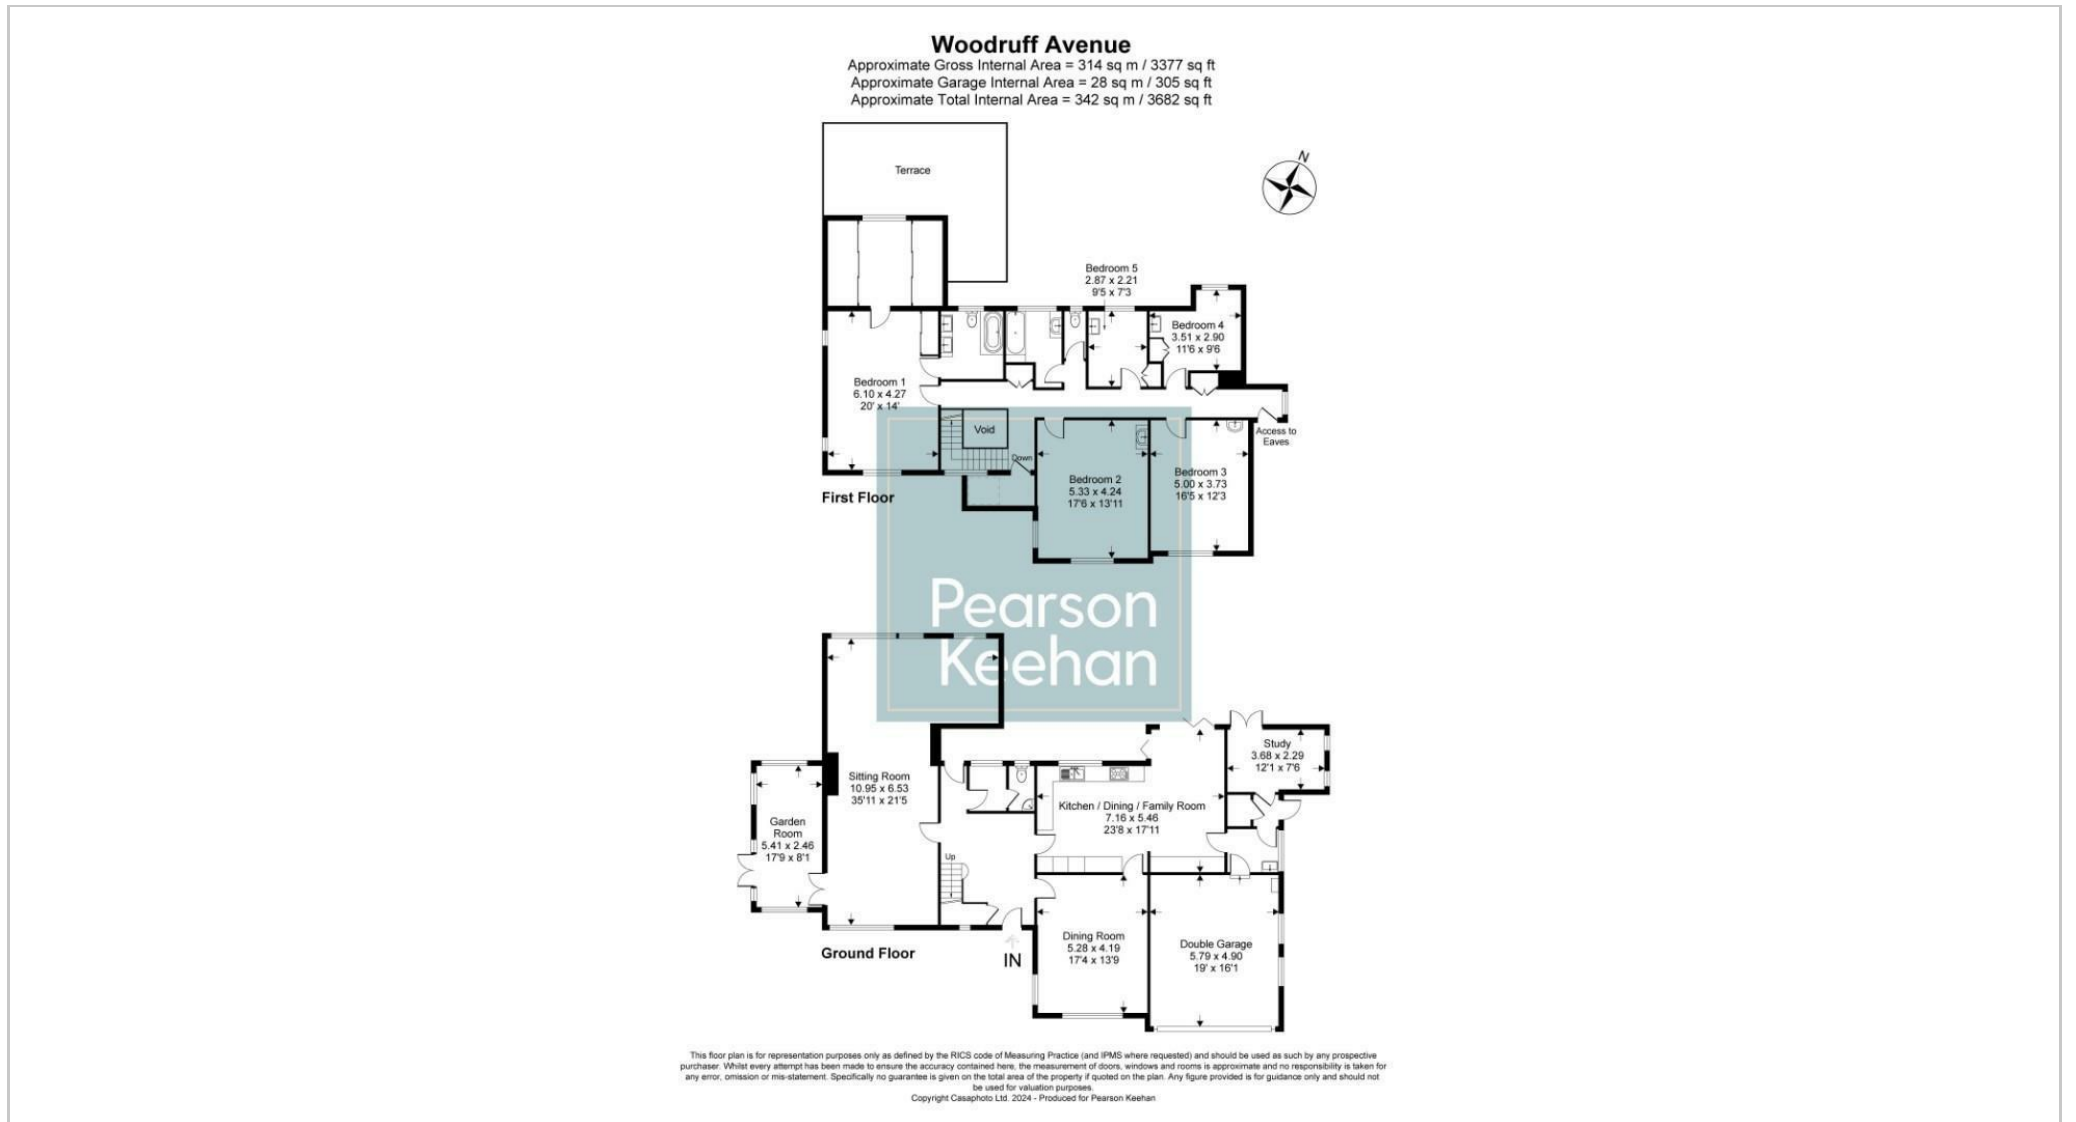 Woodruff Avenue
Approximate Gross Internal Area = 314 sq m / 3377 sq ft
Approximate Garage Internal Area = 28 sq m / 305 sq ft
Approximate Total Internal Area = 342 sq m / 3682 sq ft
Terrace
N
Bedroom 5
2.87 x 2.21
9'5 x 7'3
Bedroom 4
3.51 x 2.90
11'6 x 9'6
Bedroom 1
6.10 x 4.27
20' x 14'
Void
Down
Access to
Eaves
Bedroom 2
5.33 x 4.24
17'6 x 13'11
Bedroom 3
5.00 x 3.73
16'5 x 12'3
First Floor
Pearson
Keehan
Study
3.68 x 2.29
12'1 x 7'6
Sitting Room
10.95 x 6.53
35'11 x 21'5
Kitchen / Dining / Family Room
7.16 x 5.46
23'8 x 17'11
Garden
Room
5.41 x 2.46
17'9 x 8'1
Up
Dining Room
5.28 x 4.19
17'4 x 13'9
Double Garage
5.79 x 4.90
19' x 16'1
Ground Floor
IN
This floor plan is for representation purposes only as defined by the RICS code of Measuring Practice (and IPMS where requested) and should be used as such by any prospective
purchaser. Whilst every attempt has been made to ensure the accuracy contained here, the measurement of doors, windows and rooms is approximate and no responsibility is taken for
any error, omission or mis-statement. Specifically no guarantee is given on the total area of the property if quoted on the plan. Any figure provided is for guidance only and should not
be used for valuation purposes.
Copyright Casaphoto Ltd. 2024 - Produced for Pearson Keehan